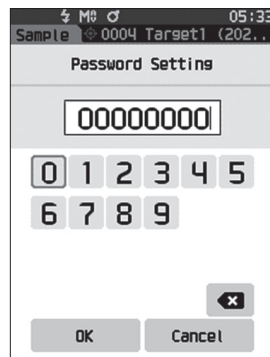 M 05:33
Sample 0004 Target1 (202..
Password Setting
00000000
0 1 2 3 4 5
6 7 8 9
OK Cancel